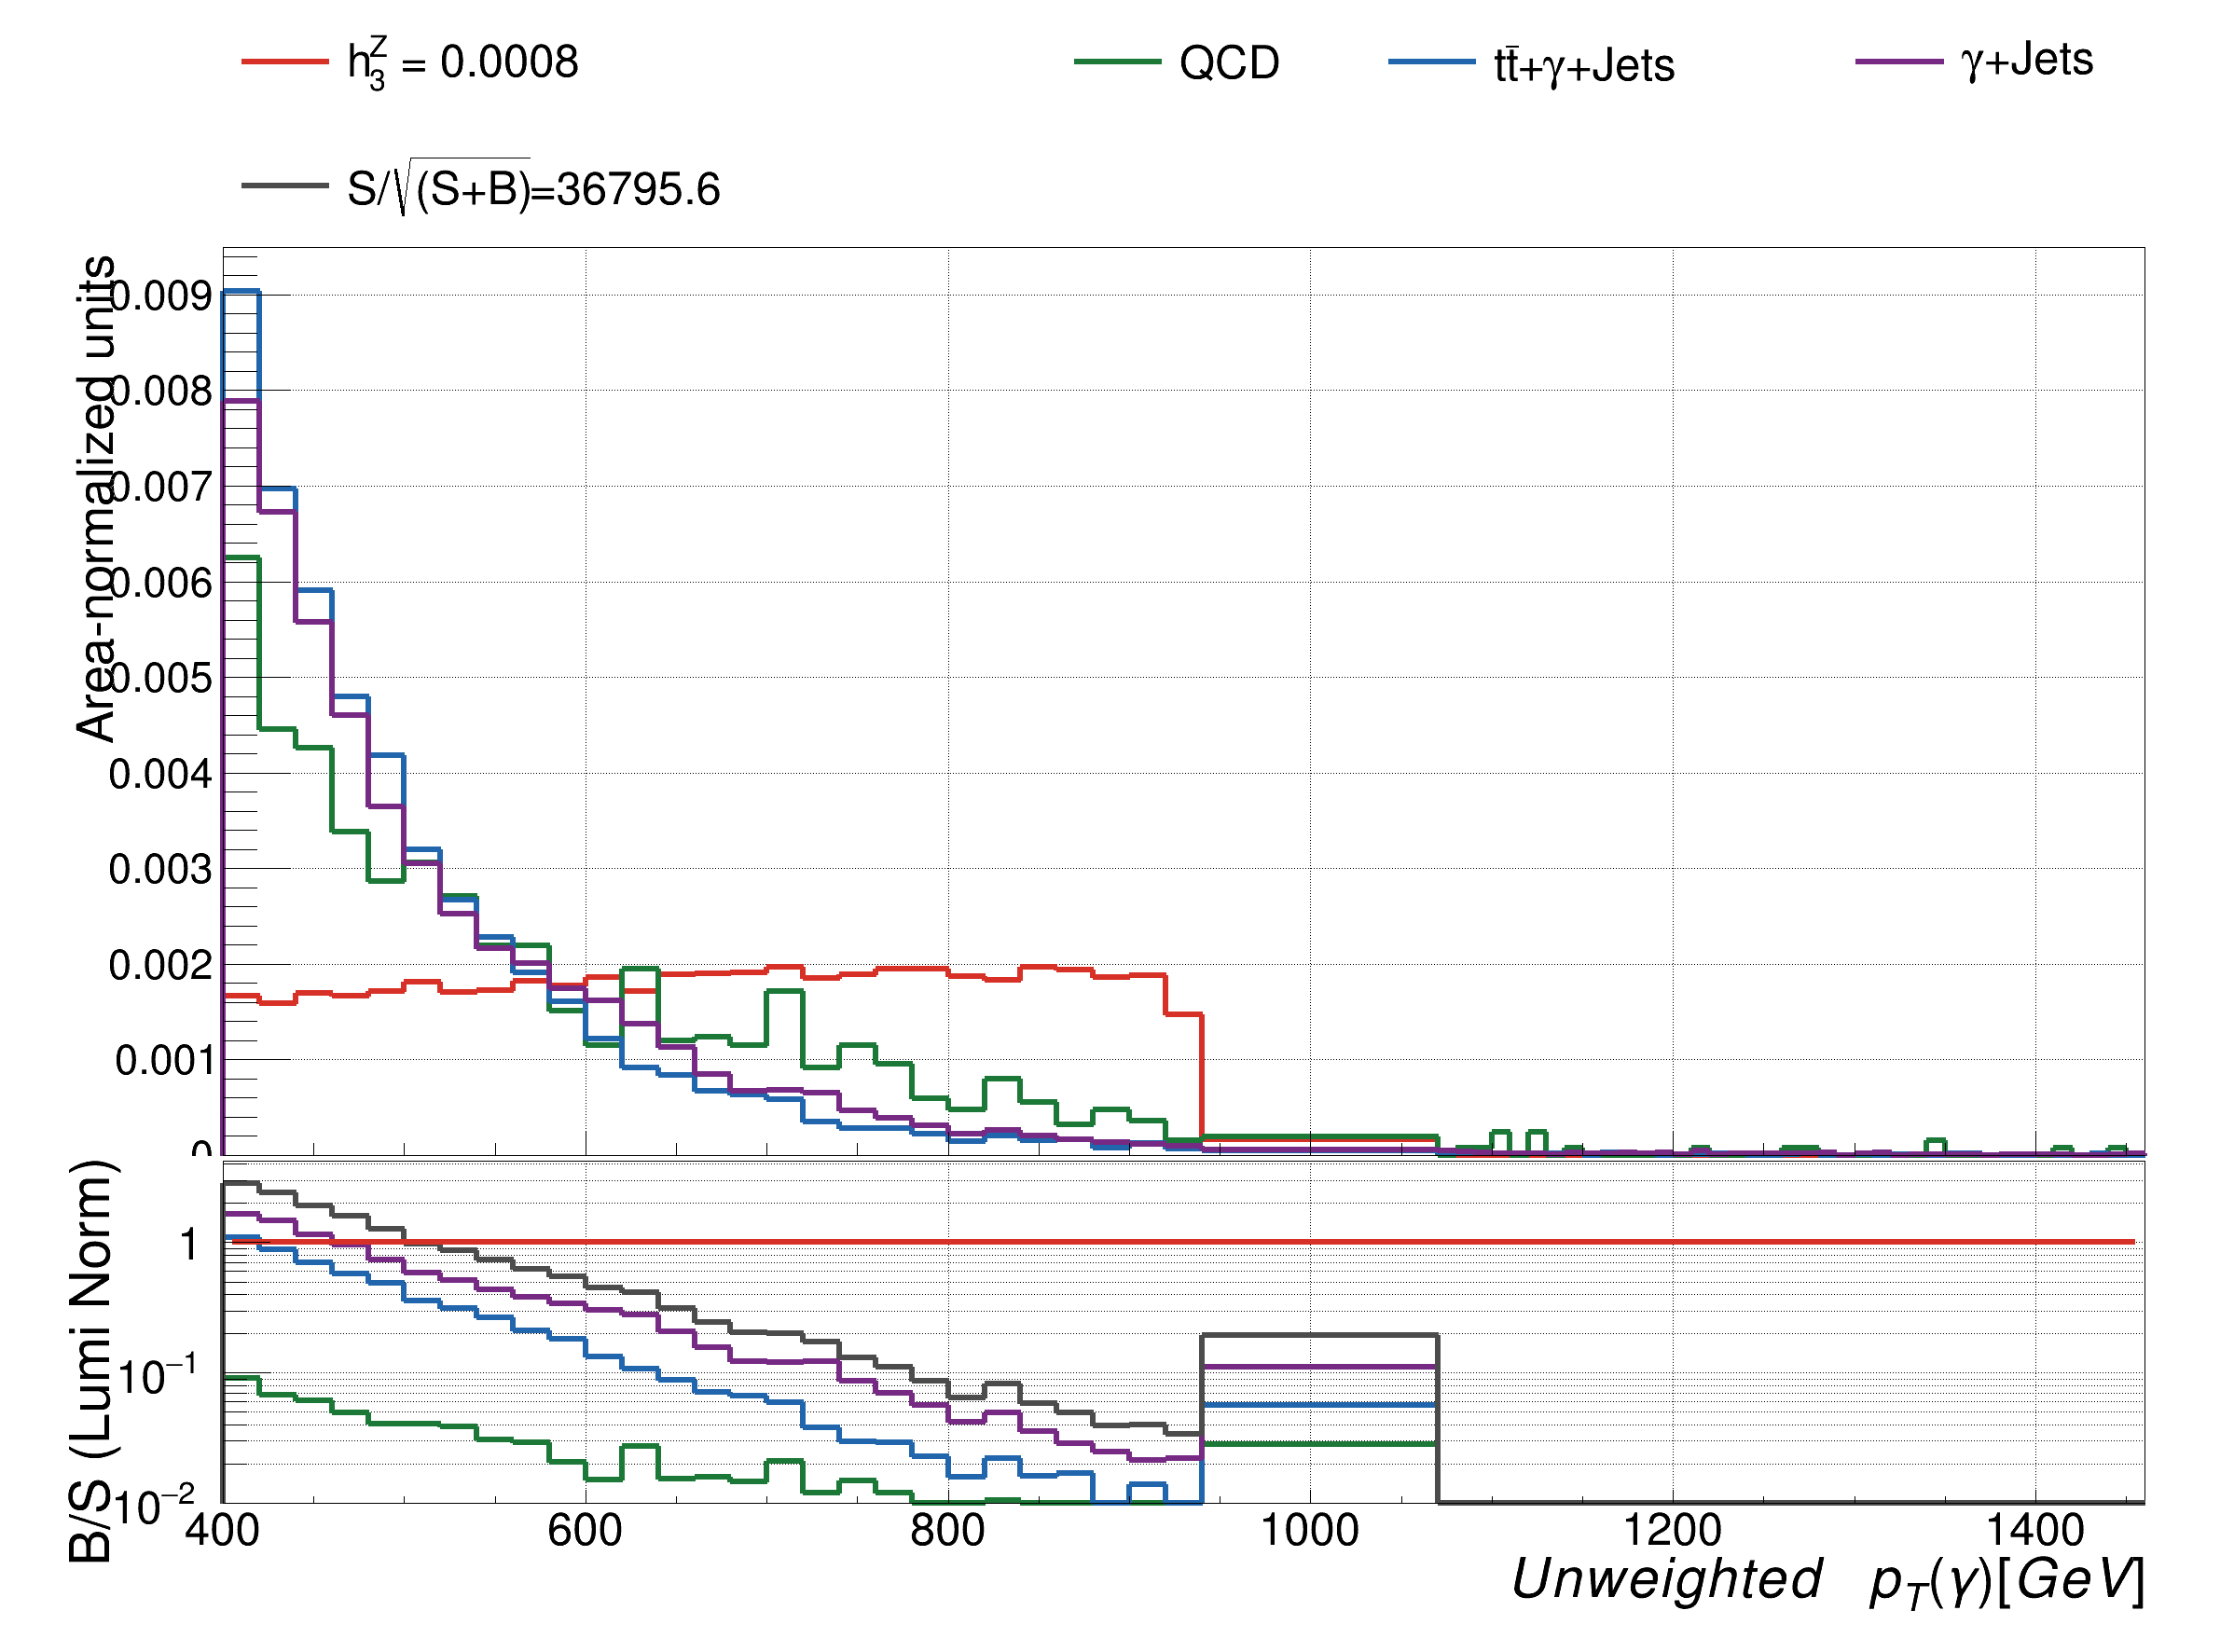 h₃ᶻ = 0.0008 QCD tt̄+γ+Jets γ+Jets
S/√(S+B)=36795.6
Area-normalized units
0.009
0.008
0.007
0.006
0.005
0.004
0.003
0.002
0.001
0
B/S (Lumi Norm)
1
10⁻¹
10⁻²
400 600 800 1000 1200 1400
Unweighted p_T(γ)[GeV]